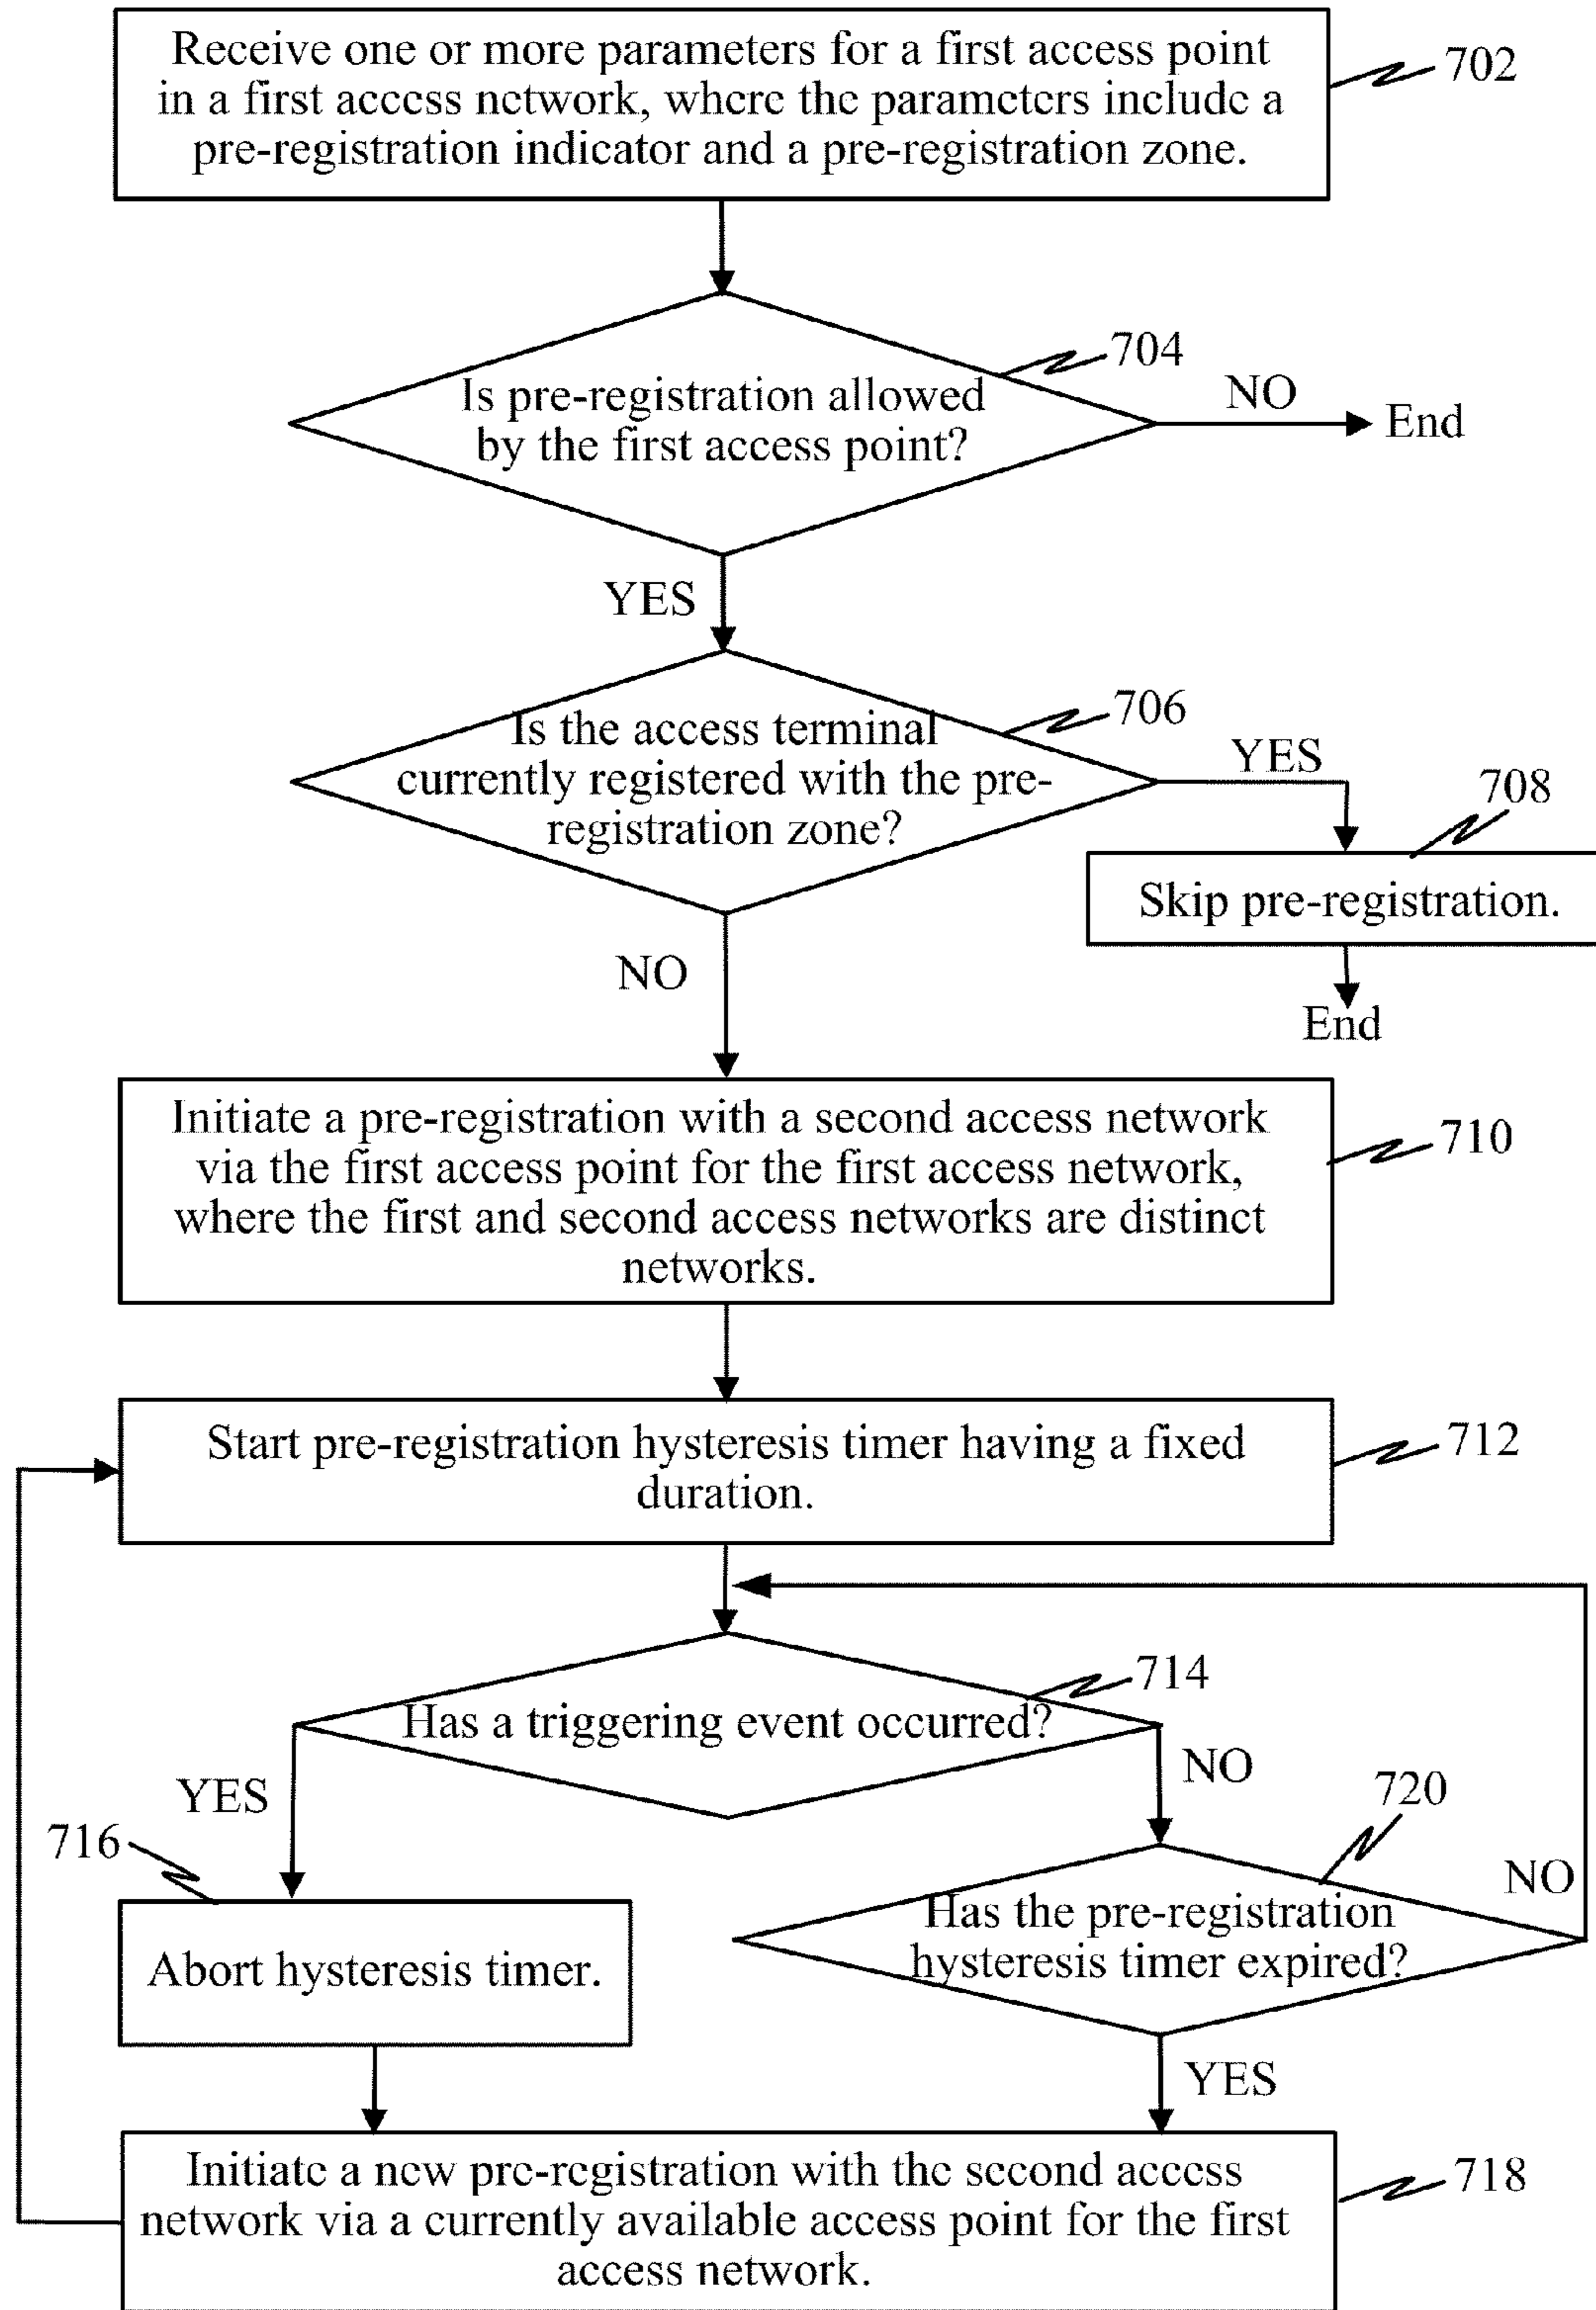 Receive one or more parameters for a first access point
in a first access network, where the parameters include a
pre-registration indicator and a pre-registration zone.
702
704
Is pre-registration allowed
by the first access point?
NO
End
YES
706
Is the access terminal
currently registered with the pre-
registration zone?
YES
708
Skip pre-registration.
End
NO
Initiate a pre-registration with a second access network
via the first access point for the first access network,
where the first and second access networks are distinct
networks.
710
Start pre-registration hysteresis timer having a fixed
duration.
712
714
Has a triggering event occurred?
YES
NO
716
720
Abort hysteresis timer.
Has the pre-registration
hysteresis timer expired?
NO
YES
Initiate a new pre-registration with the second access
network via a currently available access point for the first
access network.
718